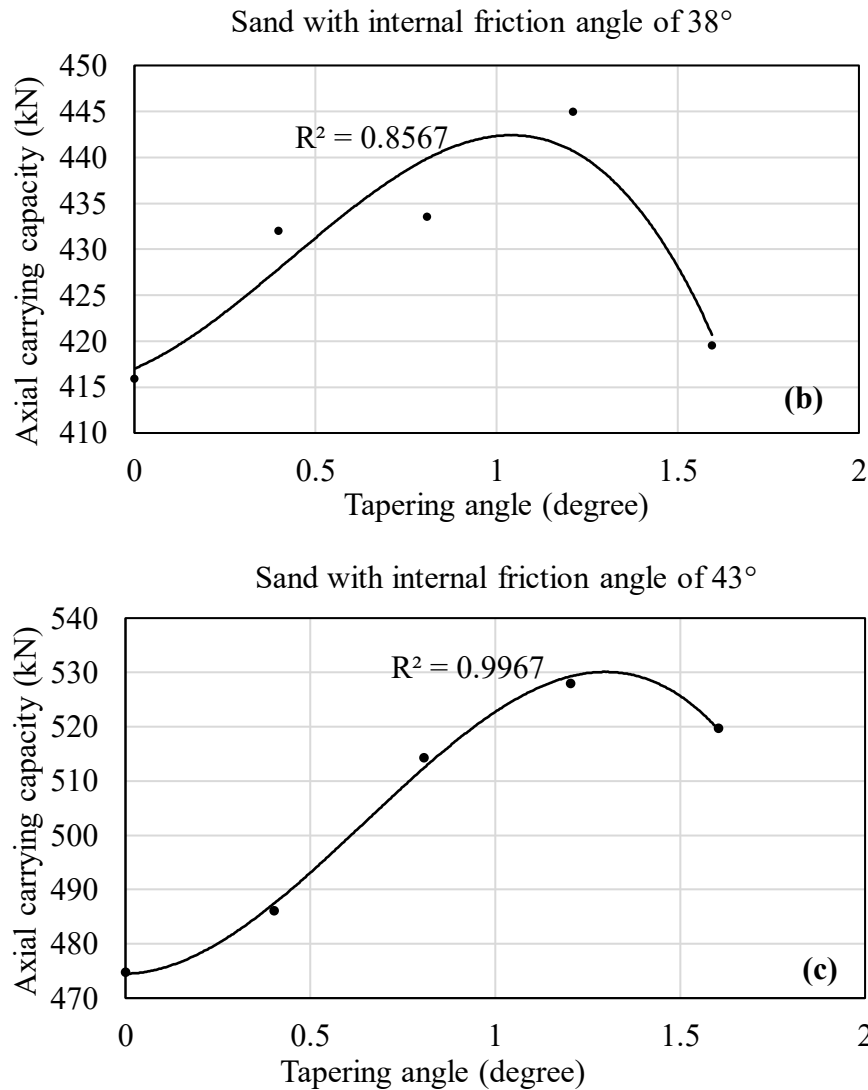 Sand with internal friction angle of 38°
Axial carrying capacity (kN)
450
445
440
435
430
425
420
415
410
R² = 0.8567
(b)
0 0.5 1 1.5 2
Tapering angle (degree)
Sand with internal friction angle of 43°
Axial carrying capacity (kN)
540
530
520
510
500
490
480
470
R² = 0.9967
(c)
0 0.5 1 1.5 2
Tapering angle (degree)